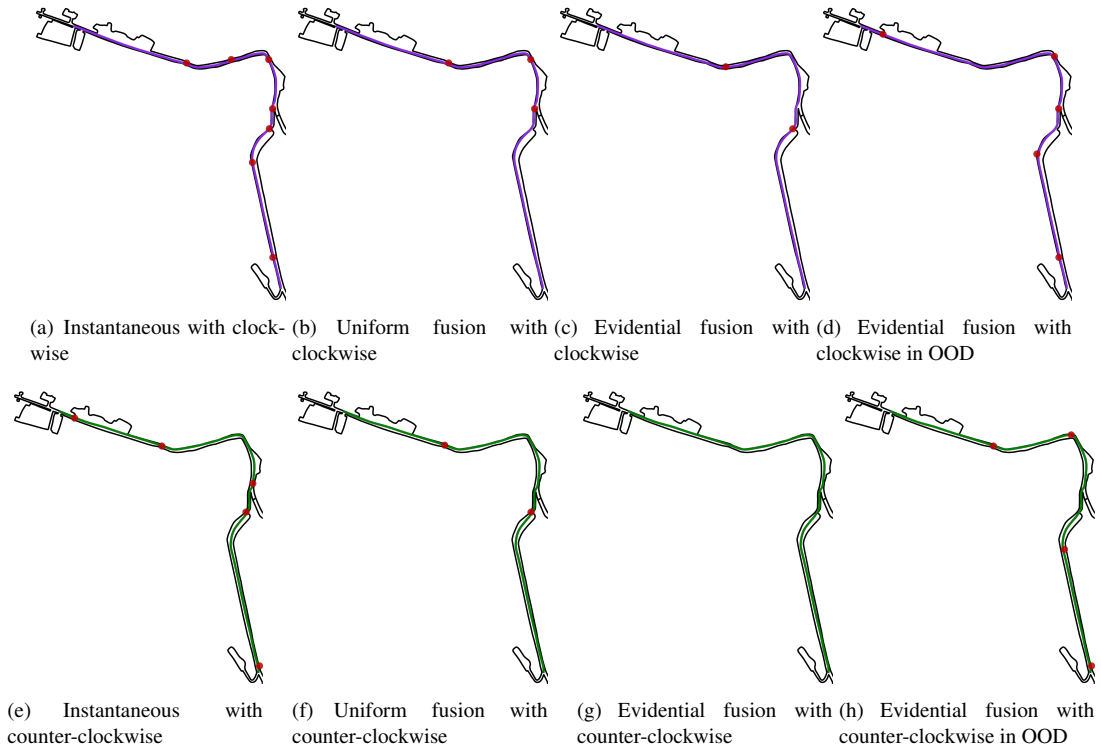 (a) Instantaneous with clock-
wise
(b) Uniform fusion with
clockwise
(c) Evidential fusion with
clockwise
(d) Evidential fusion with
clockwise in OOD
(e) Instantaneous with
counter-clockwise
(f) Uniform fusion with
counter-clockwise
(g) Evidential fusion with
counter-clockwise
(h) Evidential fusion with
counter-clockwise in OOD